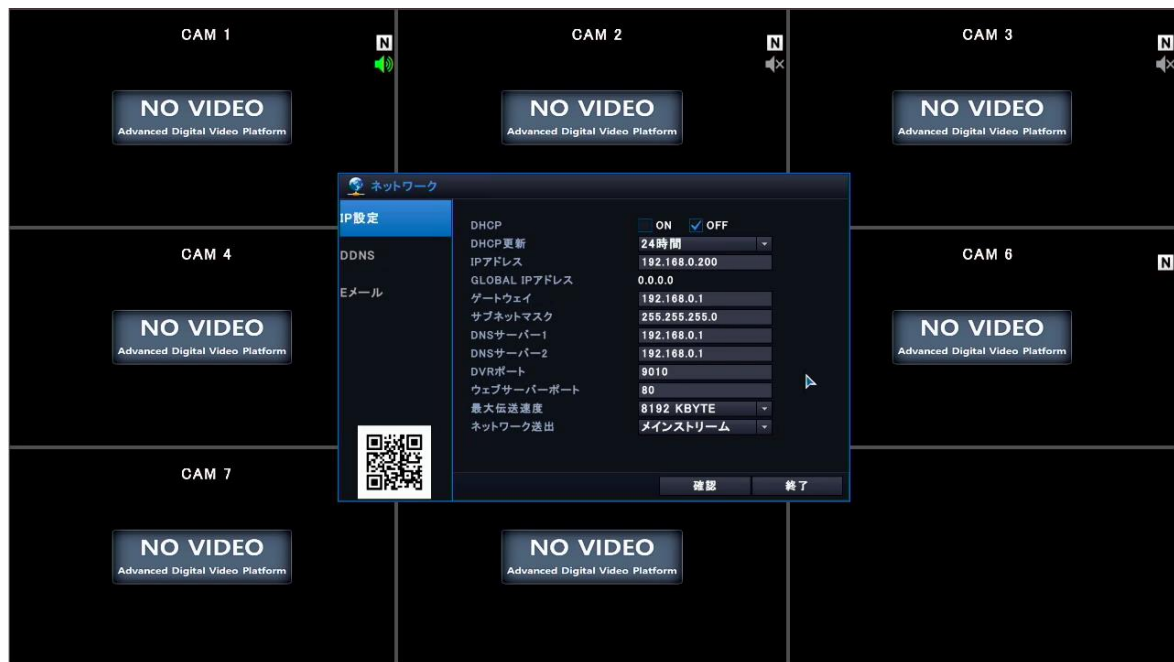 CAM 1
N
NO VIDEO
Advanced Digital Video Platform
CAM 2
N
NO VIDEO
Advanced Digital Video Platform
CAM 3
N
NO VIDEO
Advanced Digital Video Platform
ネットワーク
IP設定
DDNS
Eメール
DHCP ON OFF
DHCP更新 24時間
IPアドレス 192.168.0.200
GLOBAL IPアドレス 0.0.0.0
ゲートウェイ 192.168.0.1
サブネットマスク 255.255.255.0
DNSサーバー1 192.168.0.1
DNSサーバー2 192.168.0.1
DVRポート 9010
ウェブサーバーポート 80
最大伝送速度 8192 KBYTE
ネットワーク送出 メインストリーム
確認 終了
CAM 4
NO VIDEO
Advanced Digital Video Platform
CAM 6
N
NO VIDEO
Advanced Digital Video Platform
CAM 7
NO VIDEO
Advanced Digital Video Platform
NO VIDEO
Advanced Digital Video Platform